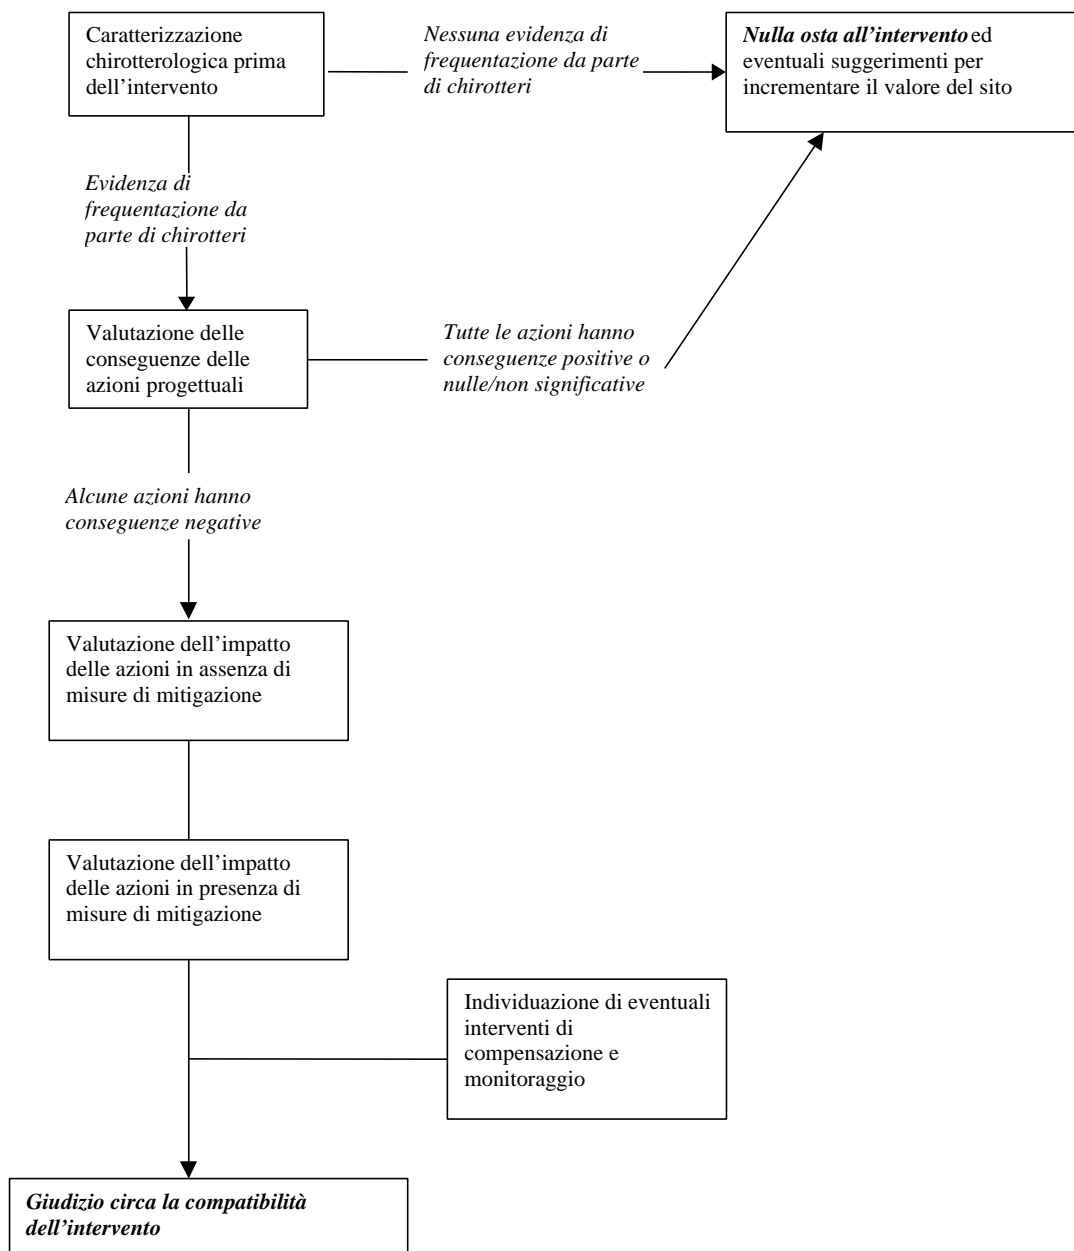 Caratterizzazione
chirotterologica prima
dell’intervento
Nessuna evidenza di
frequentazione da parte
di chirotteri
Nulla osta all’intervento ed
eventuali suggerimenti per
incrementare il valore del sito
Evidenza di
frequentazione da
parte di chirotteri
Valutazione delle
conseguenze delle
azioni progettuali
Tutte le azioni hanno
conseguenze positive o
nulle/non significative
Alcune azioni hanno
conseguenze negative
Valutazione dell’impatto
delle azioni in assenza di
misure di mitigazione
Valutazione dell’impatto
delle azioni in presenza di
misure di mitigazione
Individuazione di eventuali
interventi di
compensazione e
monitoraggio
Giudizio circa la compatibilità
dell’intervento